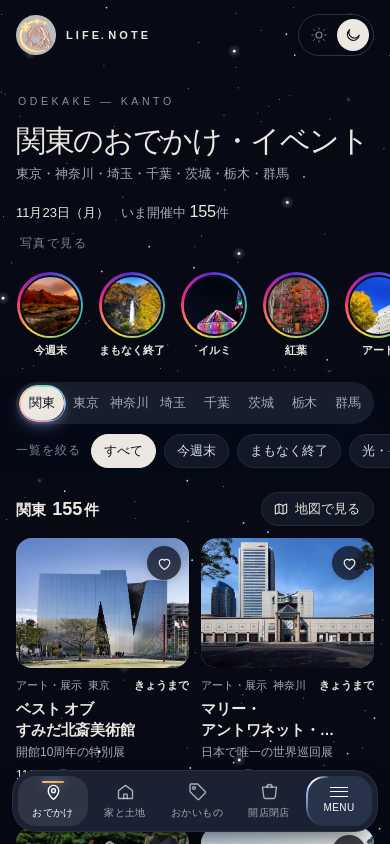 LIFE.NOTE
ODEKAKE — KANTO
関東のおでかけ・イベント
東京・神奈川・埼玉・千葉・茨城・栃木・群馬
11月23日（月） いま開催中 155件
写真で見る
今週末 まもなく終了 イルミ 紅葉 アート
関東 東京 神奈川 埼玉 千葉 茨城 栃木 群馬
一覧を絞る すべて 今週末 まもなく終了 光・
関東 155件 地図で見る
アート・展示 東京 きょうまで
ベスト オブ
すみだ北斎美術館
開館10周年の特別展
アート・展示 神奈川 きょうまで
マリー・
アントワネット・…
日本で唯一の世界巡回展
おでかけ 家と土地 おかいもの 開店閉店 MENU